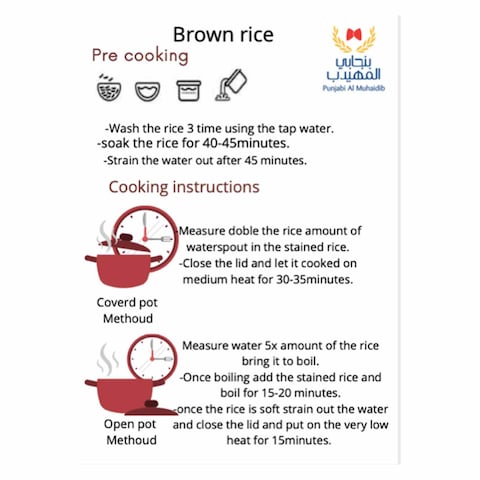 Brown rice
Pre cooking
بنجابي
المهيدب
Punjabi Al Muhaidib
-Wash the rice 3 time using the tap water.
-soak the rice for 40-45minutes.
-Strain the water out after 45 minutes.
Cooking instructions
-Measure doble the rice amount of
waterspout in the stained rice.
-Close the lid and let it cooked on
medium heat for 30-35minutes.
Coverd pot
Methoud
Measure water 5x amount of the rice
bring it to boil.
-Once boiling add the stained rice and
boil for 15-20 minutes.
-once the rice is soft strain out the water
and close the lid and put on the very low
heat for 15minutes.
Open pot
Methoud